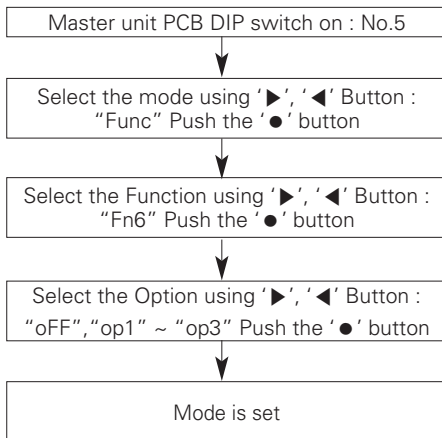 Master unit PCB DIP switch on : No.5
Select the mode using ‘▶’, ‘◀’ Button :
“Func” Push the ‘●’ button
Select the Function using ‘▶’, ‘◀’ Button :
“Fn6” Push the ‘●’ button
Select the Option using ‘▶’, ‘◀’ Button :
“oFF”,“op1” ~ “op3” Push the ‘●’ button
Mode is set